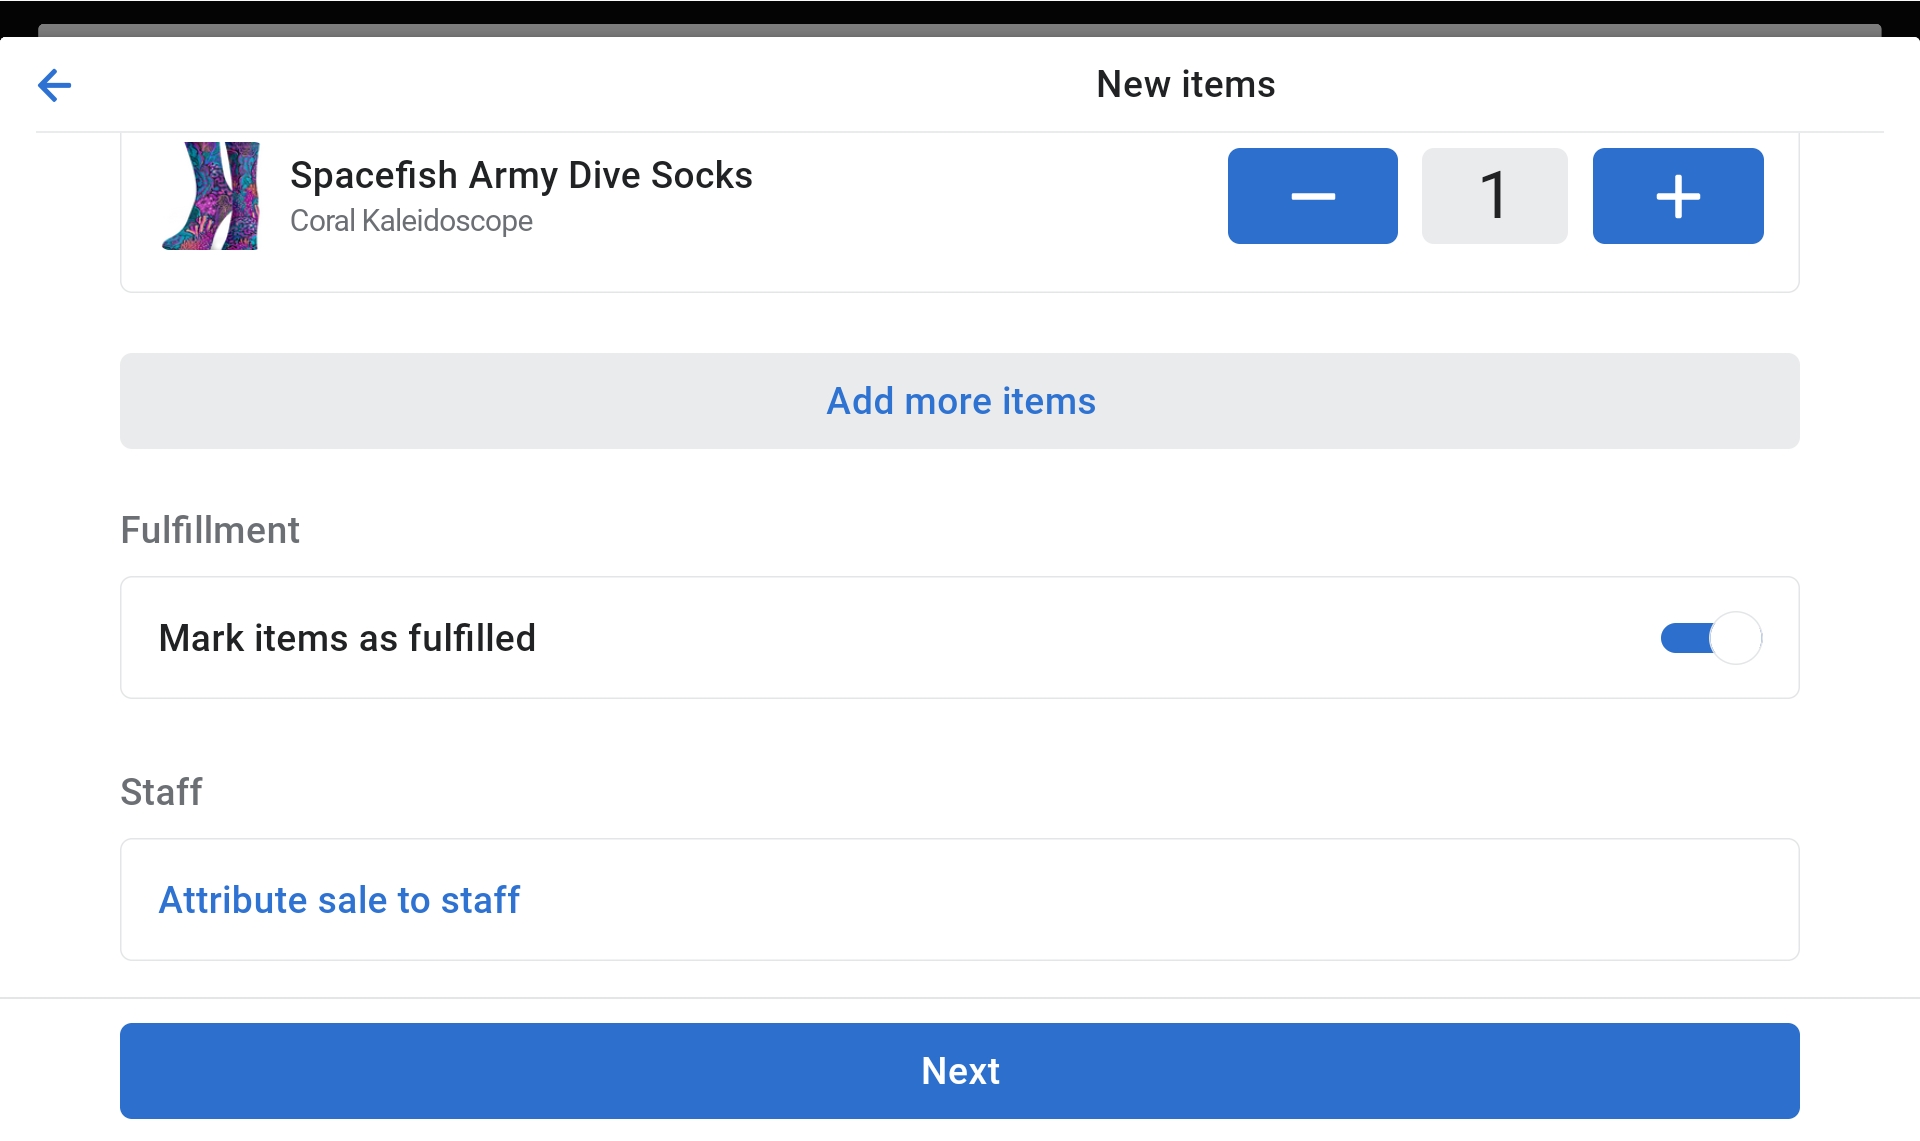 New items
Spacefish Army Dive Socks
Coral Kaleidoscope
1
Add more items
Fulfillment
Mark items as fulfilled
Staff
Attribute sale to staff
Next